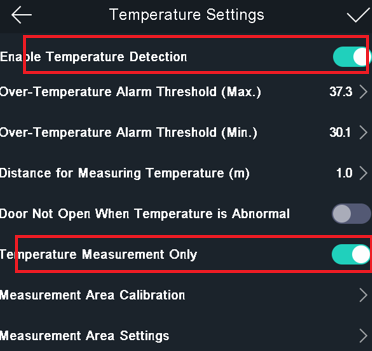 Temperature Settings
Enable Temperature Detection
Over-Temperature Alarm Threshold (Max.) 37.3
Over-Temperature Alarm Threshold (Min.) 30.1
Distance for Measuring Temperature (m) 1.0
Door Not Open When Temperature is Abnormal
Temperature Measurement Only
Measurement Area Calibration
Measurement Area Settings